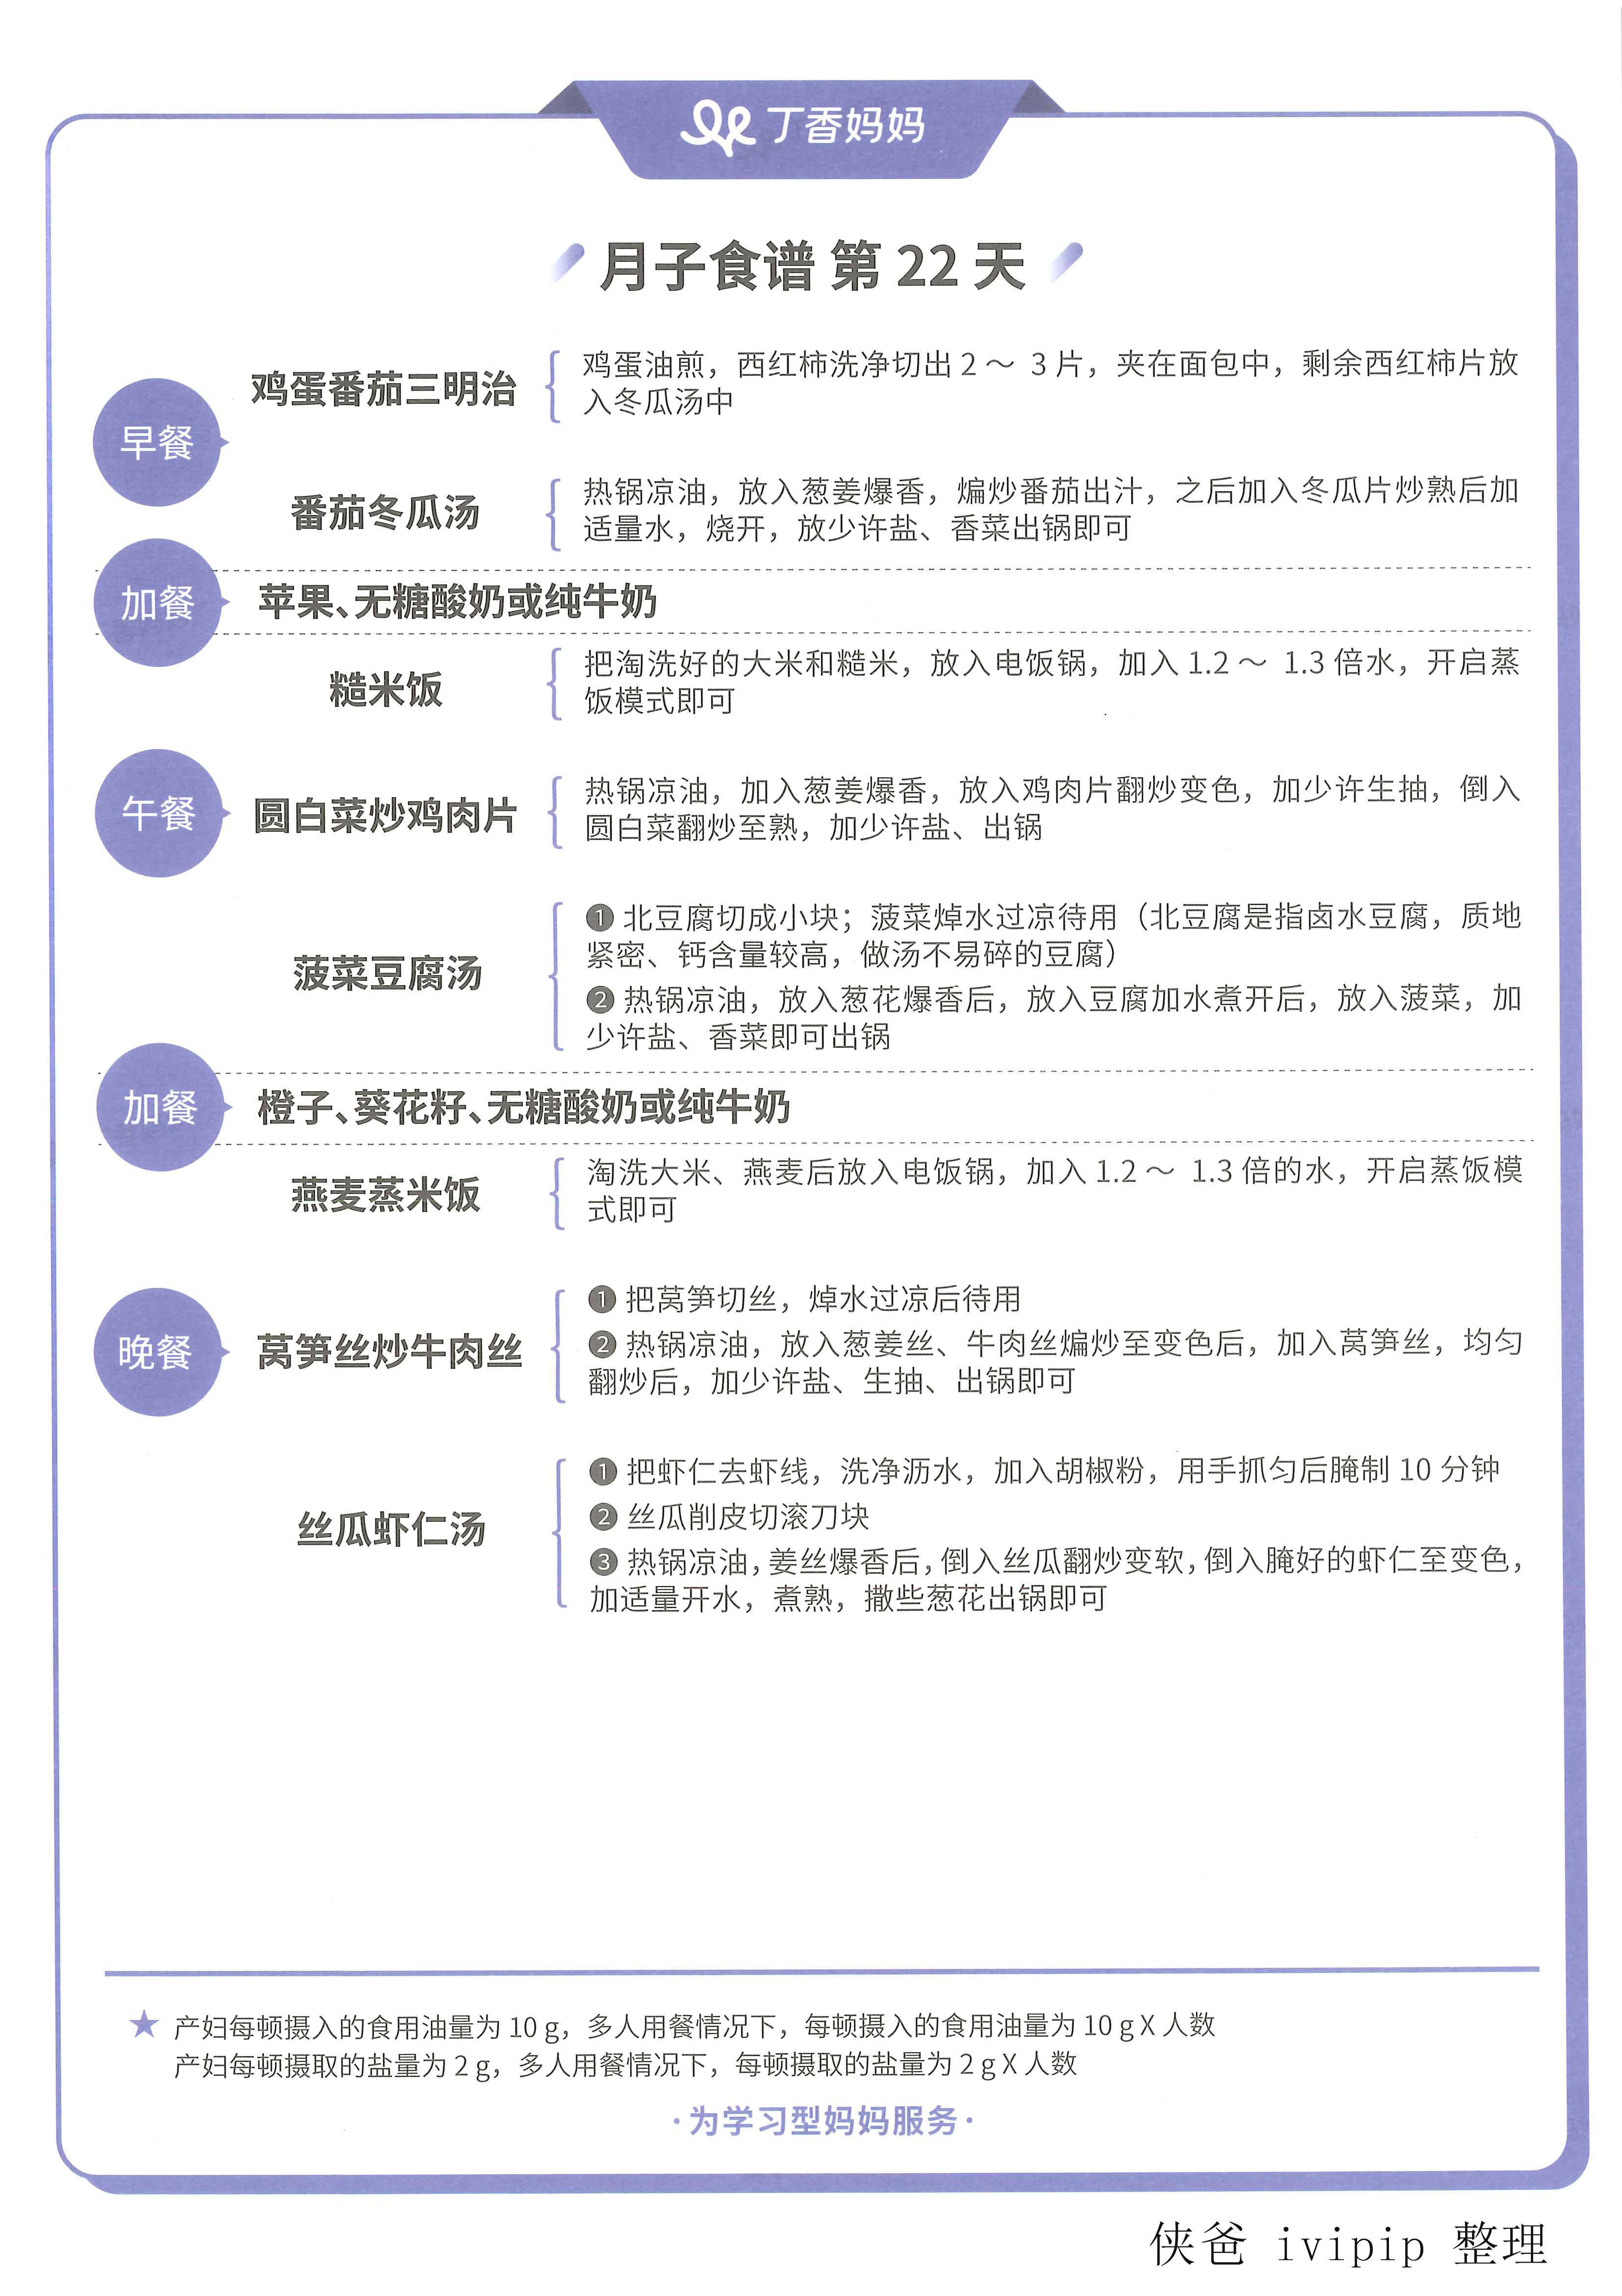 丁香妈妈
月子食谱 第 22 天
早餐
鸡蛋番茄三明治
鸡蛋油煎，西红柿洗净切出 2 ～ 3 片，夹在面包中，剩余西红柿片放
入冬瓜汤中
番茄冬瓜汤
热锅凉油，放入葱姜爆香，煸炒番茄出汁，之后加入冬瓜片炒熟后加
适量水，烧开，放少许盐、香菜出锅即可
加餐
苹果、无糖酸奶或纯牛奶
午餐
糙米饭
把淘洗好的大米和糙米，放入电饭锅，加入 1.2 ～ 1.3 倍水，开启蒸
饭模式即可
圆白菜炒鸡肉片
热锅凉油，加入葱姜爆香，放入鸡肉片翻炒变色，加少许生抽，倒入
圆白菜翻炒至熟，加少许盐、出锅
菠菜豆腐汤
❶ 北豆腐切成小块；菠菜焯水过凉待用（北豆腐是指卤水豆腐，质地
紧密、钙含量较高，做汤不易碎的豆腐）
❷ 热锅凉油，放入葱花爆香后，放入豆腐加水煮开后，放入菠菜，加
少许盐、香菜即可出锅
加餐
橙子、葵花籽、无糖酸奶或纯牛奶
晚餐
燕麦蒸米饭
淘洗大米、燕麦后放入电饭锅，加入 1.2 ～ 1.3 倍的水，开启蒸饭模
式即可
莴笋丝炒牛肉丝
❶ 把莴笋切丝，焯水过凉后待用
❷ 热锅凉油，放入葱姜丝、牛肉丝煸炒至变色后，加入莴笋丝，均匀
翻炒后，加少许盐、生抽、出锅即可
丝瓜虾仁汤
❶ 把虾仁去虾线，洗净沥水，加入胡椒粉，用手抓匀后腌制 10 分钟
❷ 丝瓜削皮切滚刀块
❸ 热锅凉油，姜丝爆香后，倒入丝瓜翻炒变软，倒入腌好的虾仁至变色，
加适量开水，煮熟，撒些葱花出锅即可
★ 产妇每顿摄入的食用油量为 10 g，多人用餐情况下，每顿摄入的食用油量为 10 g X 人数
产妇每顿摄取的盐量为 2 g，多人用餐情况下，每顿摄取的盐量为 2 g X 人数
·为学习型妈妈服务·
侠爸 ivipip 整理